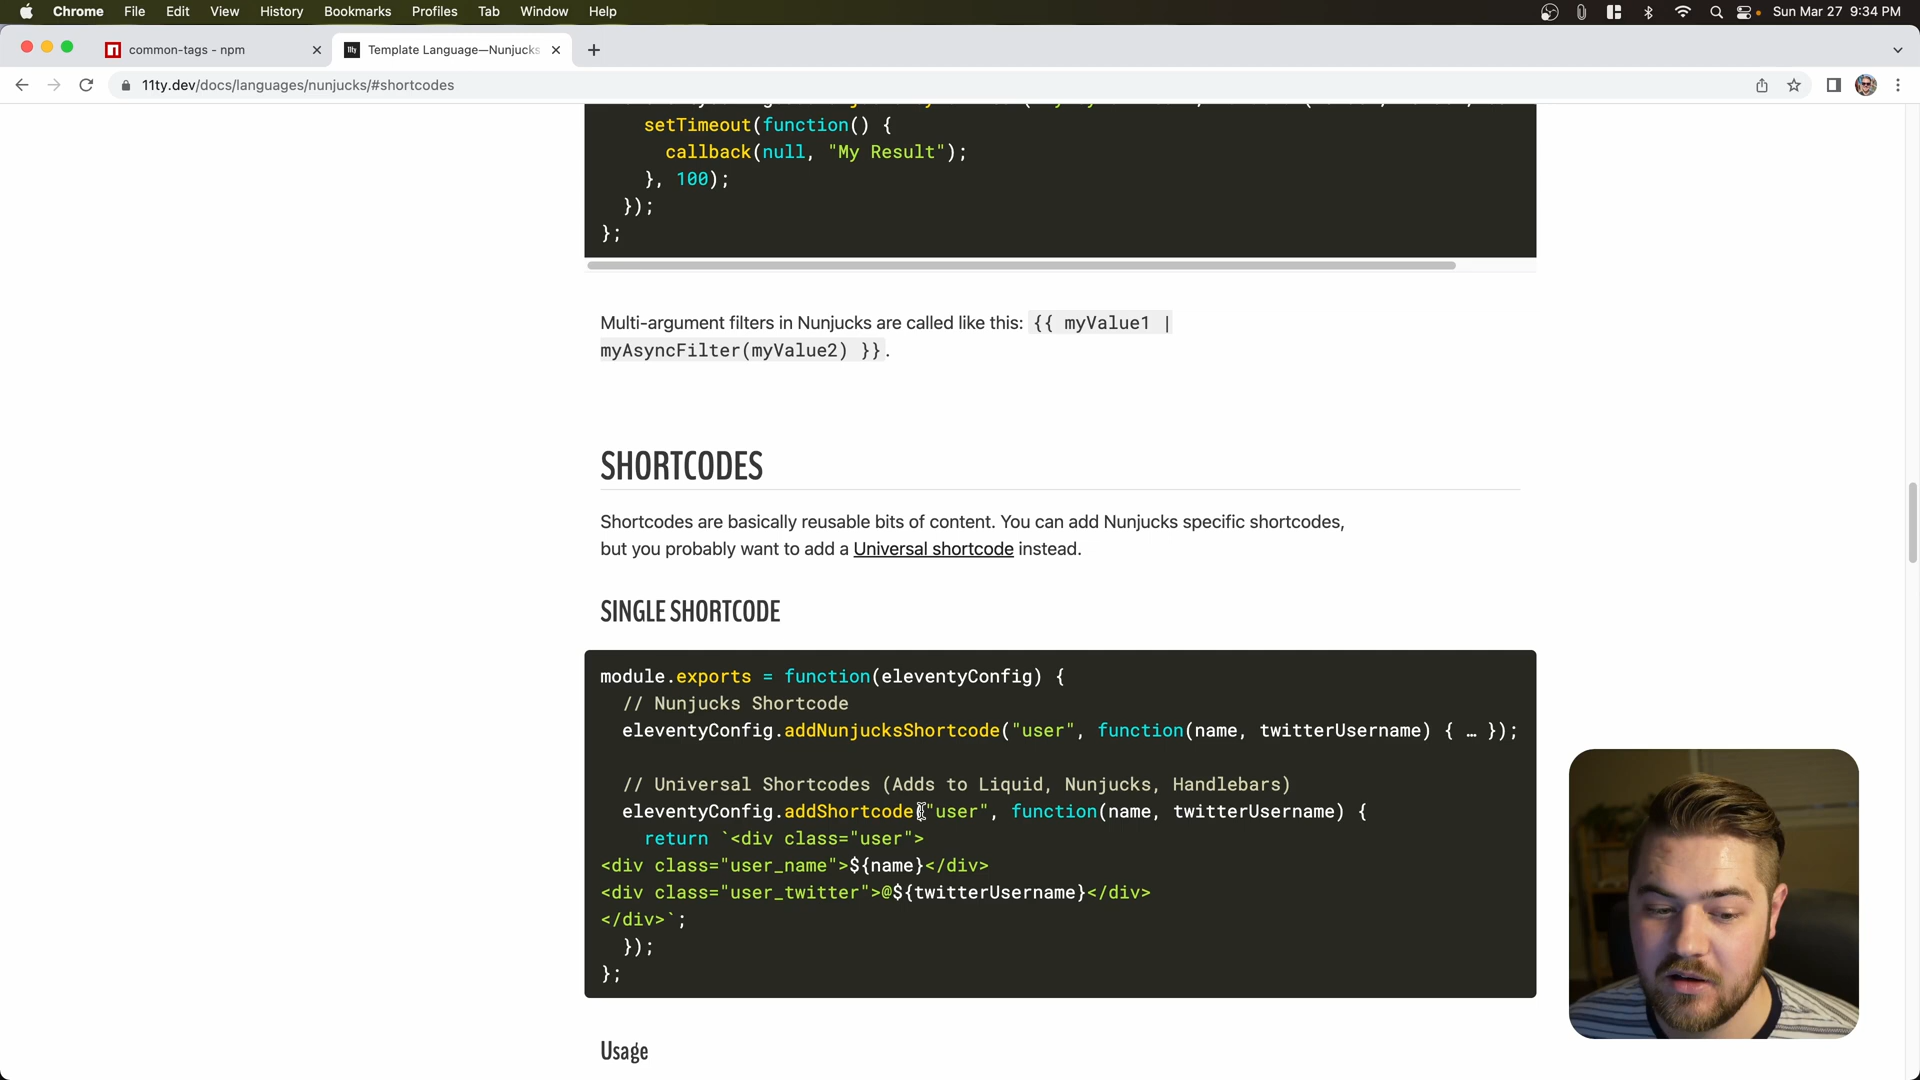 Chrome File Edit View History Bookmarks Profiles Tab Window Help Sun Mar 27 9:34 PM
common-tags - npm Template Language—Nunjucks
11ty.dev/docs/languages/nunjucks/#shortcodes
setTimeout(function() {
callback(null, "My Result");
}, 100);
});
};
Multi-argument filters in Nunjucks are called like this: {{ myValue1 |
myAsyncFilter(myValue2) }}.
SHORTCODES
Shortcodes are basically reusable bits of content. You can add Nunjucks specific shortcodes,
but you probably want to add a Universal shortcode instead.
SINGLE SHORTCODE
module.exports = function(eleventyConfig) {
// Nunjucks Shortcode
eleventyConfig.addNunjucksShortcode("user", function(name, twitterUsername) { … });
// Universal Shortcodes (Adds to Liquid, Nunjucks, Handlebars)
eleventyConfig.addShortcode("user", function(name, twitterUsername) {
return `<div class="user">
<div class="user_name">${name}</div>
<div class="user_twitter">@${twitterUsername}</div>
</div>`;
});
};
Usage